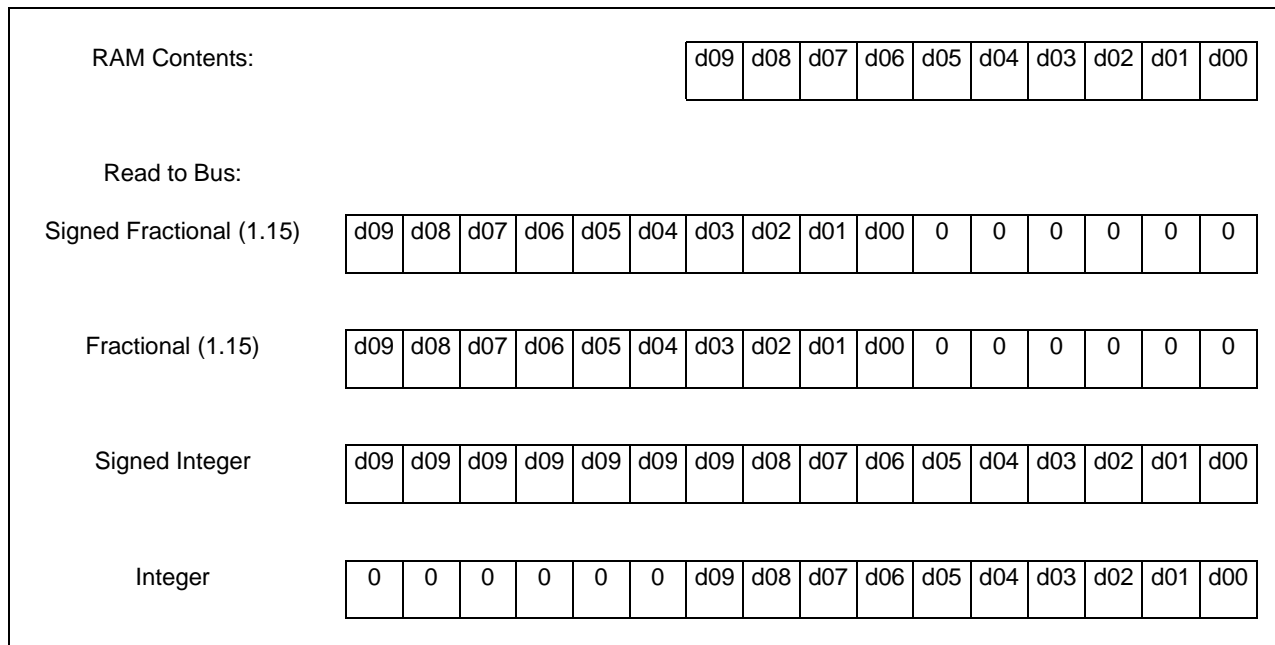 RAM Contents: d09 d08 d07 d06 d05 d04 d03 d02 d01 d00
Read to Bus:
Signed Fractional (1.15) d09 d08 d07 d06 d05 d04 d03 d02 d01 d00 0 0 0 0 0 0
Fractional (1.15) d09 d08 d07 d06 d05 d04 d03 d02 d01 d00 0 0 0 0 0 0
Signed Integer d09 d09 d09 d09 d09 d09 d09 d08 d07 d06 d05 d04 d03 d02 d01 d00
Integer 0 0 0 0 0 0 d09 d08 d07 d06 d05 d04 d03 d02 d01 d00